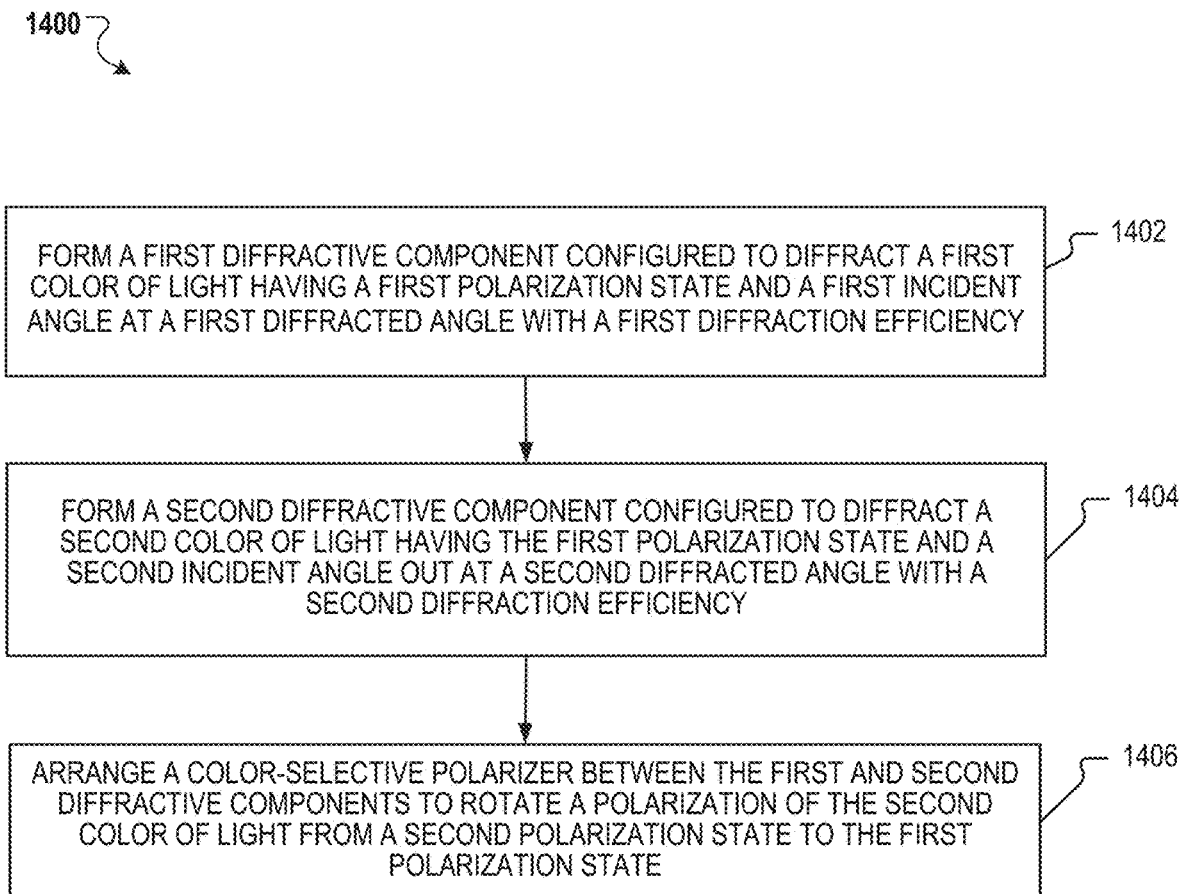 1400
FORM A FIRST DIFFRACTIVE COMPONENT CONFIGURED TO DIFFRACT A FIRST
COLOR OF LIGHT HAVING A FIRST POLARIZATION STATE AND A FIRST INCIDENT
ANGLE AT A FIRST DIFFRACTED ANGLE WITH A FIRST DIFFRACTION EFFICIENCY
1402
FORM A SECOND DIFFRACTIVE COMPONENT CONFIGURED TO DIFFRACT A
SECOND COLOR OF LIGHT HAVING THE FIRST POLARIZATION STATE AND A
SECOND INCIDENT ANGLE OUT AT A SECOND DIFFRACTED ANGLE WITH A
SECOND DIFFRACTION EFFICIENCY
1404
ARRANGE A COLOR-SELECTIVE POLARIZER BETWEEN THE FIRST AND SECOND
DIFFRACTIVE COMPONENTS TO ROTATE A POLARIZATION OF THE SECOND
COLOR OF LIGHT FROM A SECOND POLARIZATION STATE TO THE FIRST
POLARIZATION STATE
1406